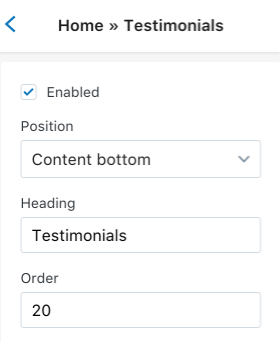 Home » Testimonials
Enabled
Position
Content bottom
Heading
Testimonials
Order
20